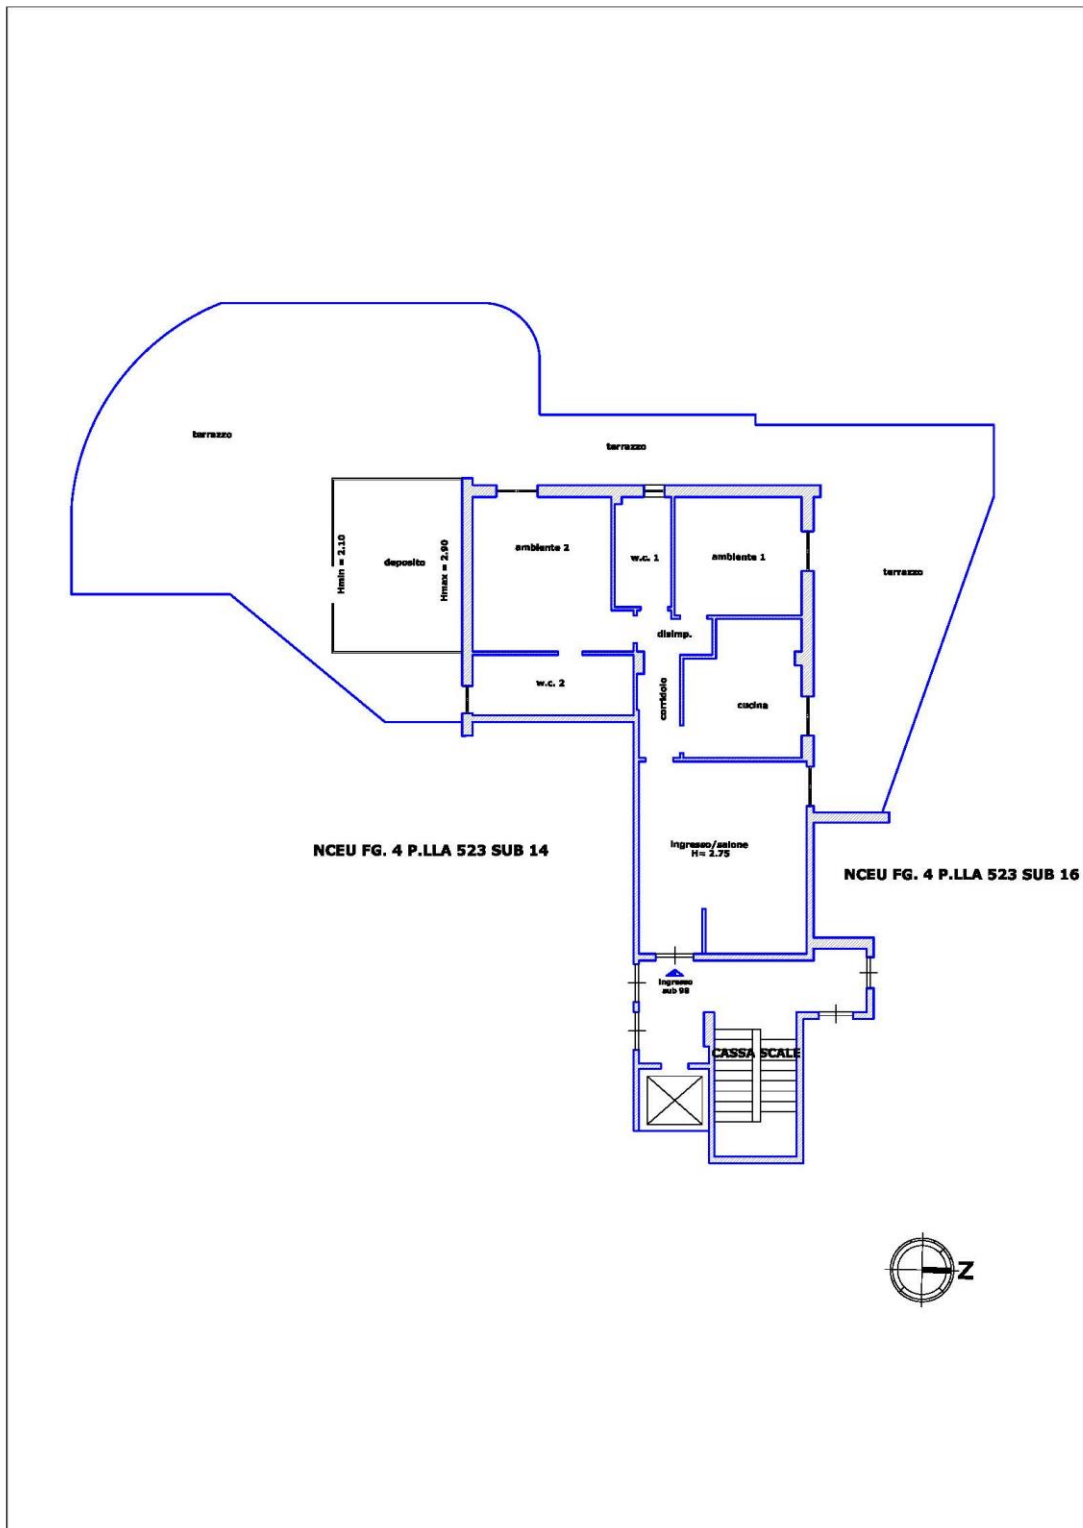 terrazzo
terrazzo
Hmin = 2.10
deposito
Hmax = 2.90
ambiente 2
w.c. 1
ambiente 1
terrazzo
disimp.
w.c. 2
corridoio
cucina
ingresso/salone
H= 2.75
NCEU FG. 4 P.LLA 523 SUB 14
NCEU FG. 4 P.LLA 523 SUB 16
ingresso
sub 98
CASSA SCALE
N